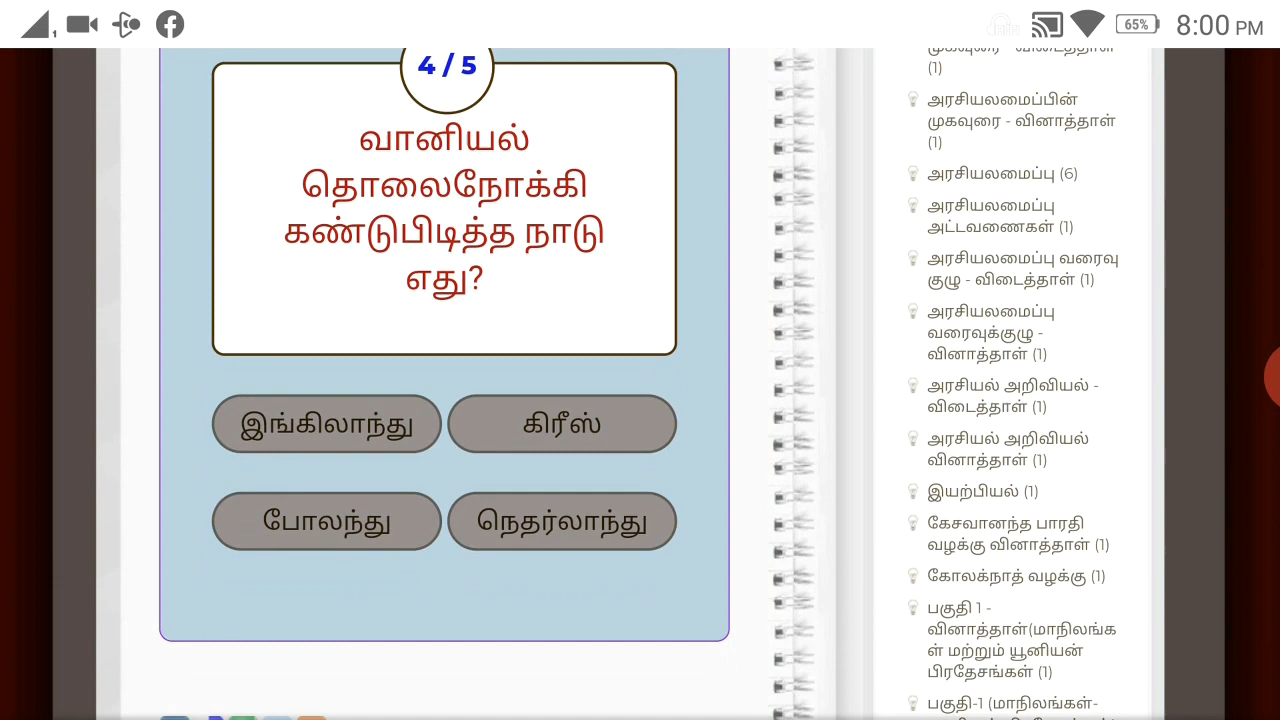 1
65%
8:00 PM
4 / 5
வானியல்
தொலைநோக்கி
கண்டுபிடித்த நாடு
எது?
இங்கிலாந்து
கிரீஸ்
போலந்து
நெதர்லாந்து
முகவுரை - விடைத்தாள்
(1)
அரசியலமைப்பின்
முகவுரை - வினாத்தாள்
(1)
அரசியலமைப்பு (6)
அரசியலமைப்பு
அட்டவணைகள் (1)
அரசியலமைப்பு வரைவு
குழு - விடைத்தாள் (1)
அரசியலமைப்பு
வரைவுக்குழு -
வினாத்தாள் (1)
அரசியல் அறிவியல் -
விடைத்தாள் (1)
அரசியல் அறிவியல்
வினாத்தாள் (1)
இயற்பியல் (1)
கேசவானந்த பாரதி
வழக்கு வினாத்தாள் (1)
கோலக்நாத் வழக்கு (1)
பகுதி 1 -
வினாத்தாள்(மாநிலங்க
ள் மற்றும் யூனியன்
பிரதேசங்கள் (1)
பகுதி-1 (மாநிலங்கள்-